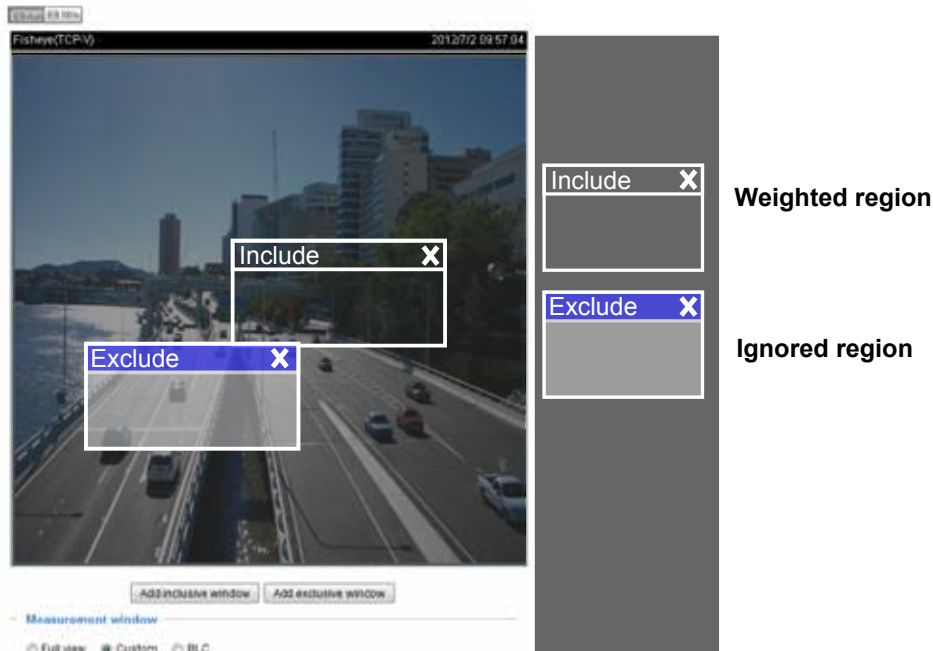 Fisheye(TCP-V) 2012/7/2 09:57:04
Include
Exclude
Include
Weighted region
Exclude
Ignored region
Add inclusive window Add exclusive window
Measurement window
Full view Custom BLC